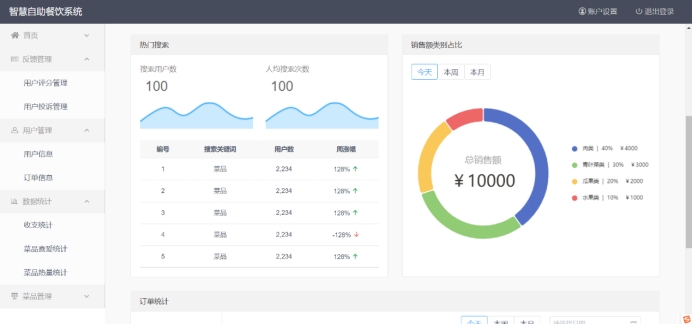 智慧自助餐饮系统
账户设置
退出登录
首页
反馈管理
用户评分管理
用户投诉管理
用户管理
用户信息
订单信息
数据统计
收支统计
菜品喜爱统计
菜品热量统计
菜品管理
热门搜索
搜索用户数
100
人均搜索次数
100
编号 搜索关键词 用户数 周涨幅
1 菜品 2,234 128%
2 菜品 2,234 128%
3 菜品 2,234 128%
4 菜品 2,234 -128%
5 菜品 2,234 128%
销售额类别占比
今天 本周 本月
总销售额
¥ 10000
肉类 | 40% ¥ 4000
| 30% ¥ 3000
瓜果类 | 20% ¥ 2000
水果类 | 10% ¥ 1000
订单统计
今天 本周 本月